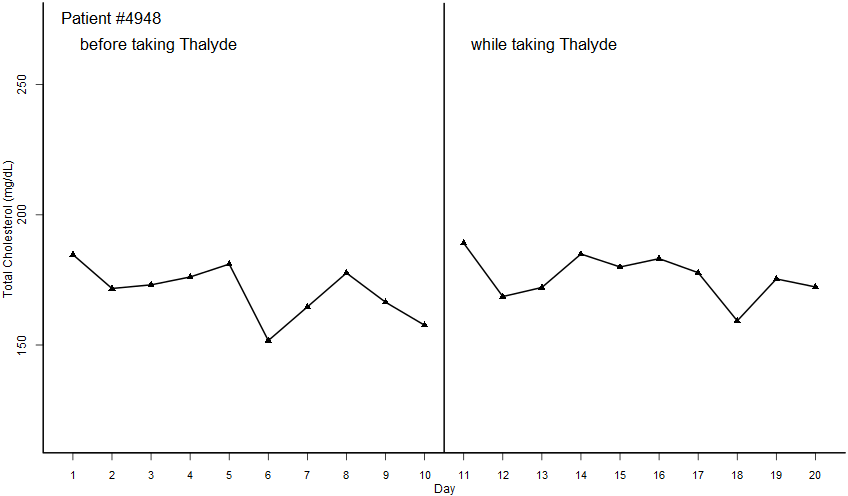 Patient #4948
before taking Thalyde
while taking Thalyde
Total Cholesterol (mg/dL)
250
200
150
1 2 3 4 5 6 7 8 9 10 11 12 13 14 15 16 17 18 19 20
Day